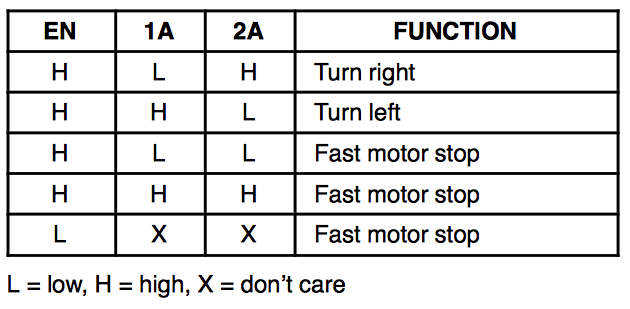 EN 1A 2A FUNCTION
H L H Turn right
H H L Turn left
H L L Fast motor stop
H H H Fast motor stop
L X X Fast motor stop
L = low, H = high, X = don’t care